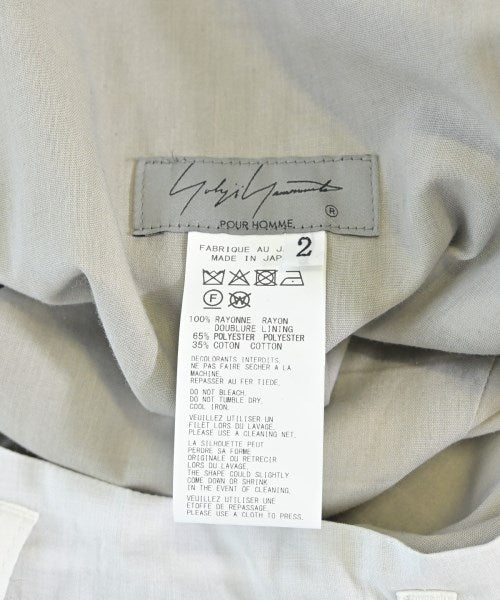 Yohji Yamamoto
®
POUR HOMME
FABRIQUE AU J.
MADE IN JAP
2
F W
100% RAYONNE RAYON
DOUBLURE LINING
65% POLYESTER POLYESTER
35% COTON COTTON
DECOLORANTS INTERDITS.
NE PAS FAIRE SECHER A LA
MACHINE.
REPASSER AU FER TIEDE.
DO NOT BLEACH.
DO NOT TUMBLE DRY.
COOL IRON.
VEUILLEZ UTILISER UN
FILET LORS DU LAVAGE.
PLEASE USE A CLEANING NET.
LA SILHOUETTE PEUT
PERDRE SA FORME
ORIGINALE OU RETRECIR
LORS DU LAVAGE.
THE SHAPE COULD SLIGHTLY
COME DOWN OR SHRINK
IN THE EVENT OF CLEANING.
VEUILLEZ UTILISER UNE
ETOFFE DE REPASSAGE.
PLEASE USE A CLOTH TO PRESS.